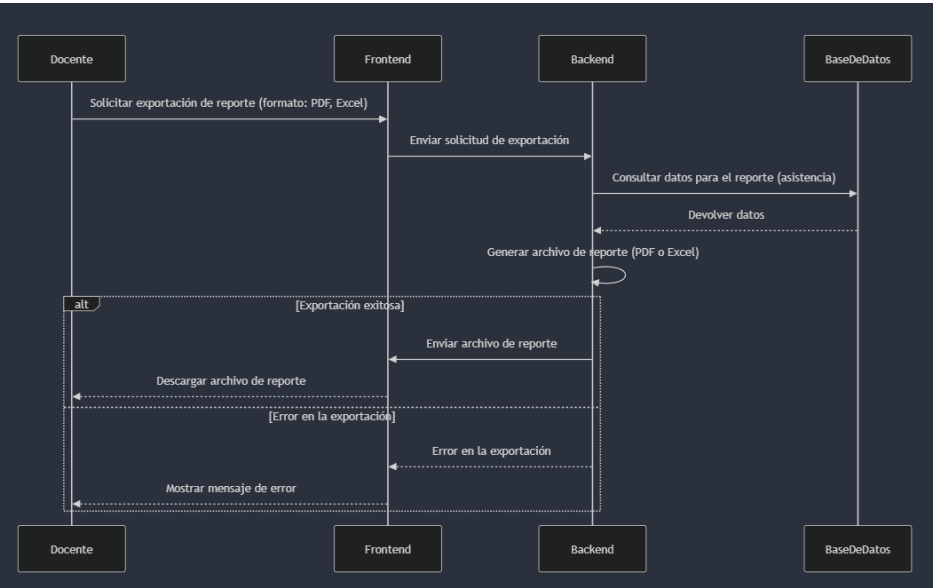 Docente Frontend Backend BaseDeDatos
Solicitar exportación de reporte (formato: PDF, Excel)
Enviar solicitud de exportación
Consultar datos para el reporte (asistencia)
Devolver datos
Generar archivo de reporte (PDF o Excel)
alt [Exportación exitosa]
Enviar archivo de reporte
Descargar archivo de reporte
[Error en la exportación]
Error en la exportación
Mostrar mensaje de error
Docente Frontend Backend BaseDeDatos